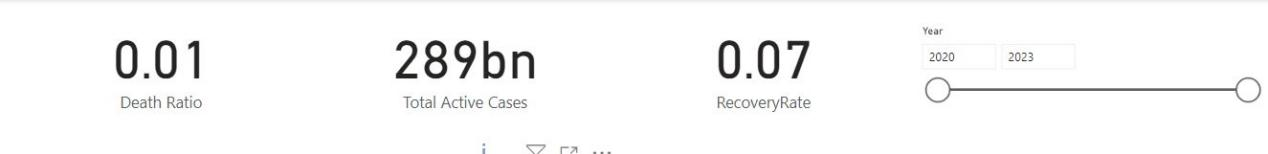 0.01
Death Ratio
289bn
Total Active Cases
0.07
RecoveryRate
Year
2020 2023